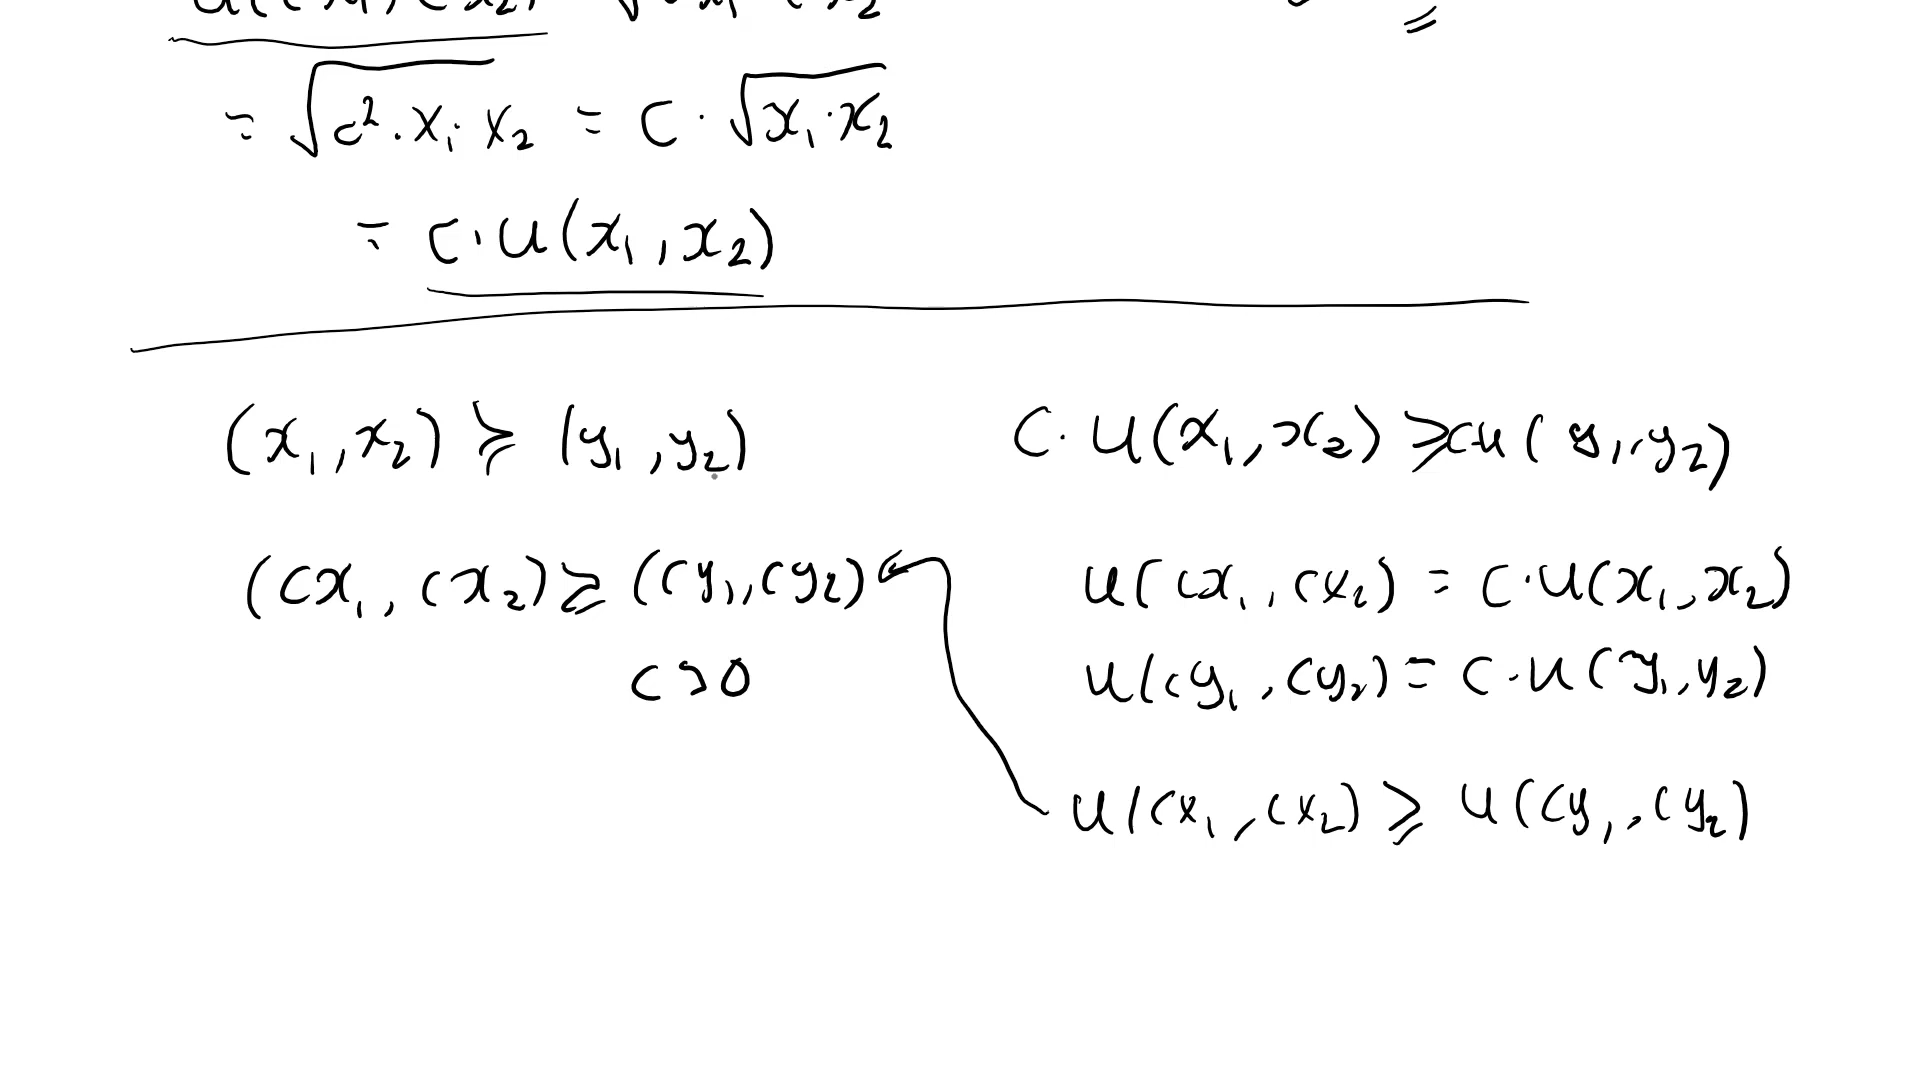 = √c².x₁.x₂ = C · √x₁·x₂
= C·U(x₁,x₂)
(x₁,x₂) ⩾ (y₁,y₂)
C·U(x₁,x₂) ⩾ cu(y₁,y₂)
(cx₁,cx₂) ⩾ (cy₁,cy₂)
U(cx₁,cx₂) = C·U(x₁,x₂)
c>0
U(cy₁,cy₂) = C·U(y₁,y₂)
U(cx₁,cx₂) ⩾ U(cy₁,cy₂)